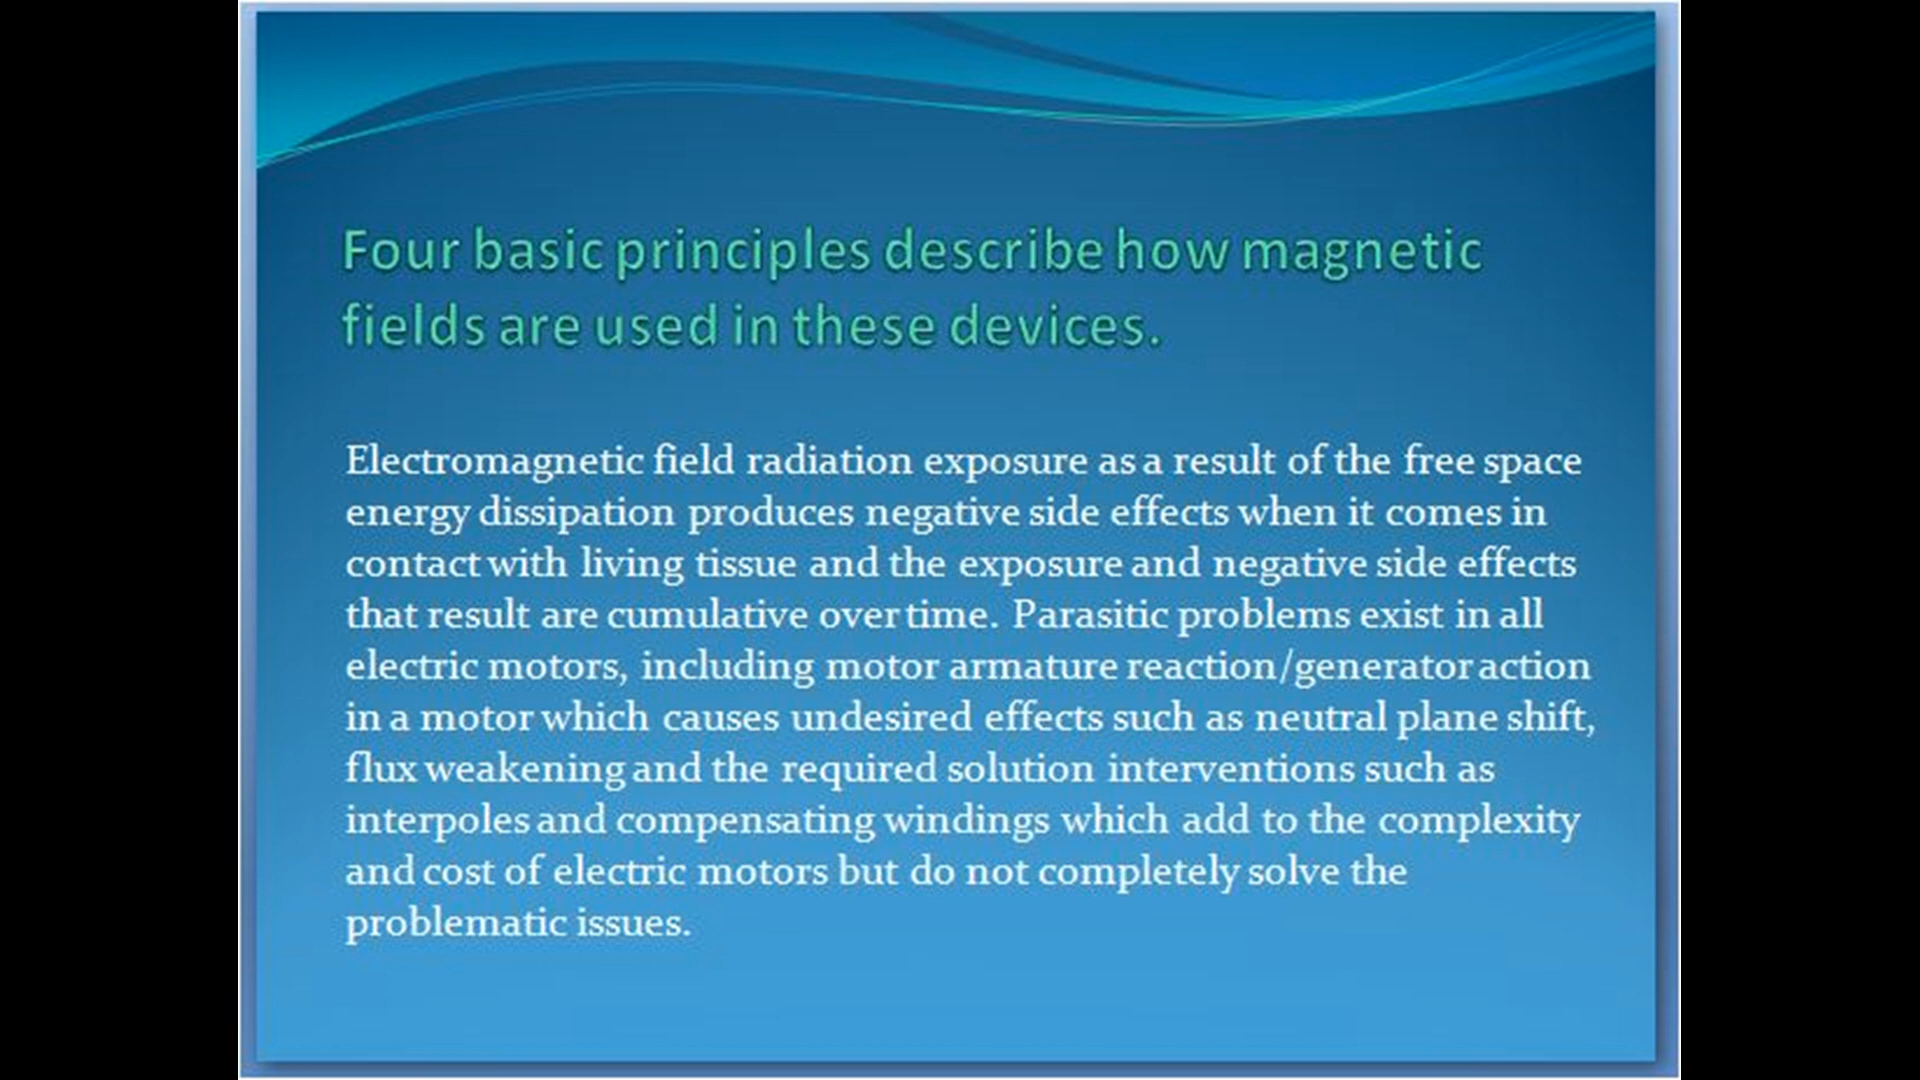 Four basic principles describe how magnetic
fields are used in these devices.
Electromagnetic field radiation exposure as a result of the free space
energy dissipation produces negative side effects when it comes in
contact with living tissue and the exposure and negative side effects
that result are cumulative over time. Parasitic problems exist in all
electric motors, including motor armature reaction/generator action
in a motor which causes undesired effects such as neutral plane shift,
flux weakening and the required solution interventions such as
interpoles and compensating windings which add to the complexity
and cost of electric motors but do not completely solve the
problematic issues.